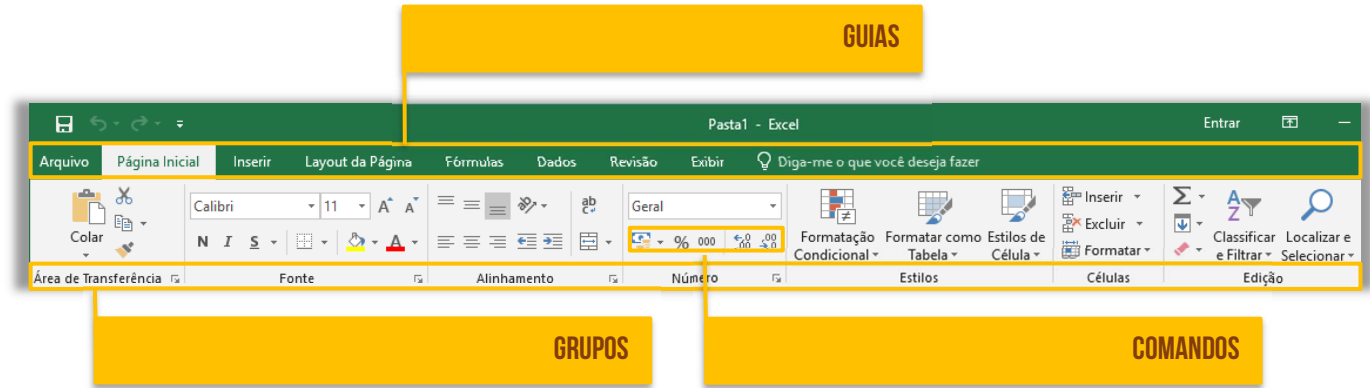 GUIAS
Pasta1 - Excel
Entrar
Arquivo Página Inicial Inserir Layout da Página Fórmulas Dados Revisão Exibir Diga-me o que você deseja fazer
Colar
Calibri 11 A A
N I S A
ab
Geral
% 000
Formatação Condicional
Formatar como Tabela
Estilos de Célula
Inserir
Excluir
Formatar
Classificar e Filtrar
Localizar e Selecionar
Área de Transferência Fonte Alinhamento Número Estilos Células Edição
GRUPOS
COMANDOS